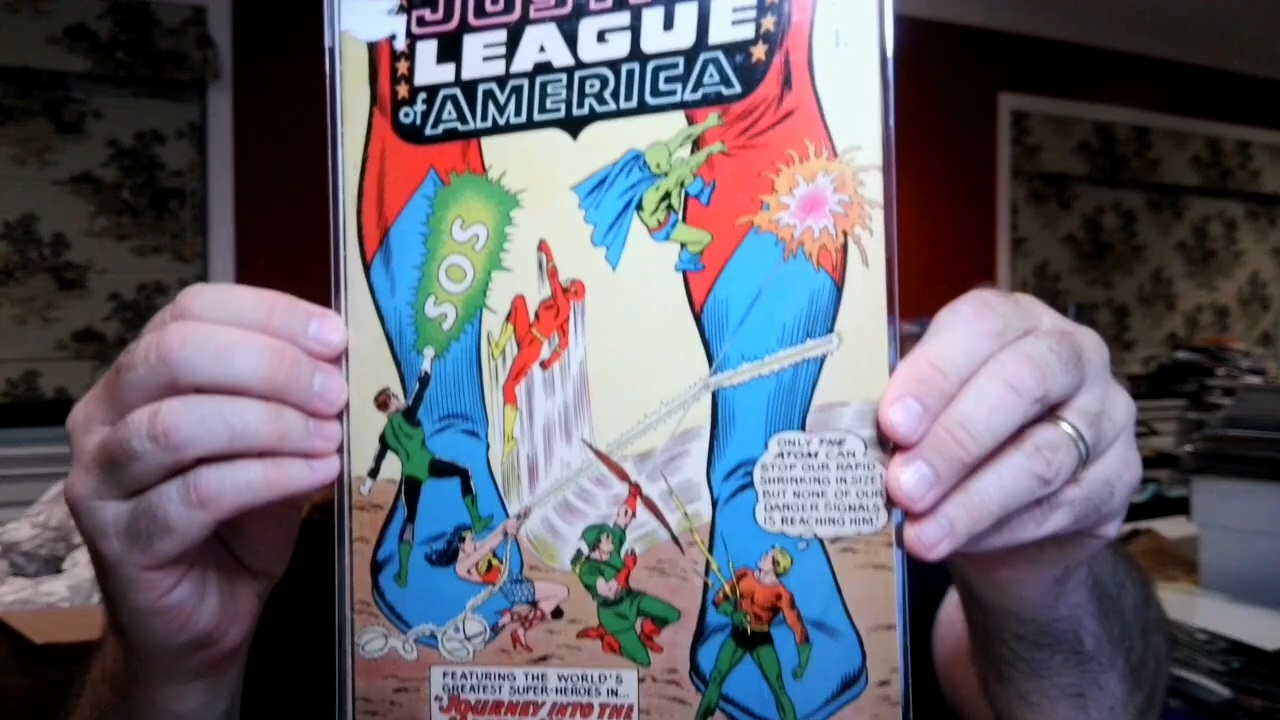 LEAGUE
of AMERICA
SOS
ONLY THE
ATOM CAN
STOP OUR RAPID
SHRINKING IN SIZE
BUT NONE OF OUR
DANGER SIGNALS
IS REACHING HIM.
FEATURING THE WORLD'S
GREATEST SUPER-HEROES IN...
"JOURNEY INTO THE